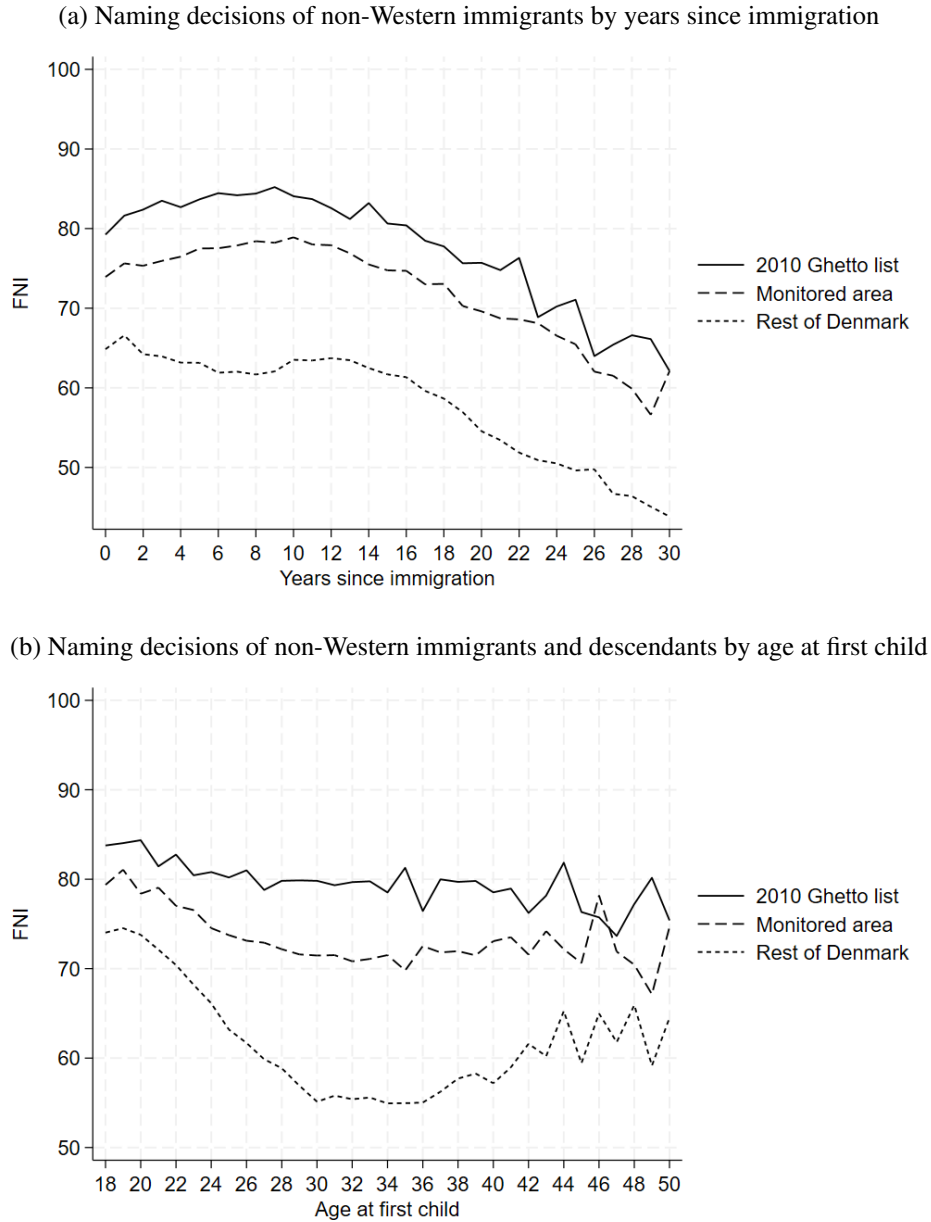 (a) Naming decisions of non-Western immigrants by years since immigration
100
90
80
70
60
50
FNI
0 2 4 6 8 10 12 14 16 18 20 22 24 26 28 30
Years since immigration
2010 Ghetto list
Monitored area
Rest of Denmark
(b) Naming decisions of non-Western immigrants and descendants by age at first child
100
90
80
70
60
50
FNI
18 20 22 24 26 28 30 32 34 36 38 40 42 44 46 48 50
Age at first child
2010 Ghetto list
Monitored area
Rest of Denmark